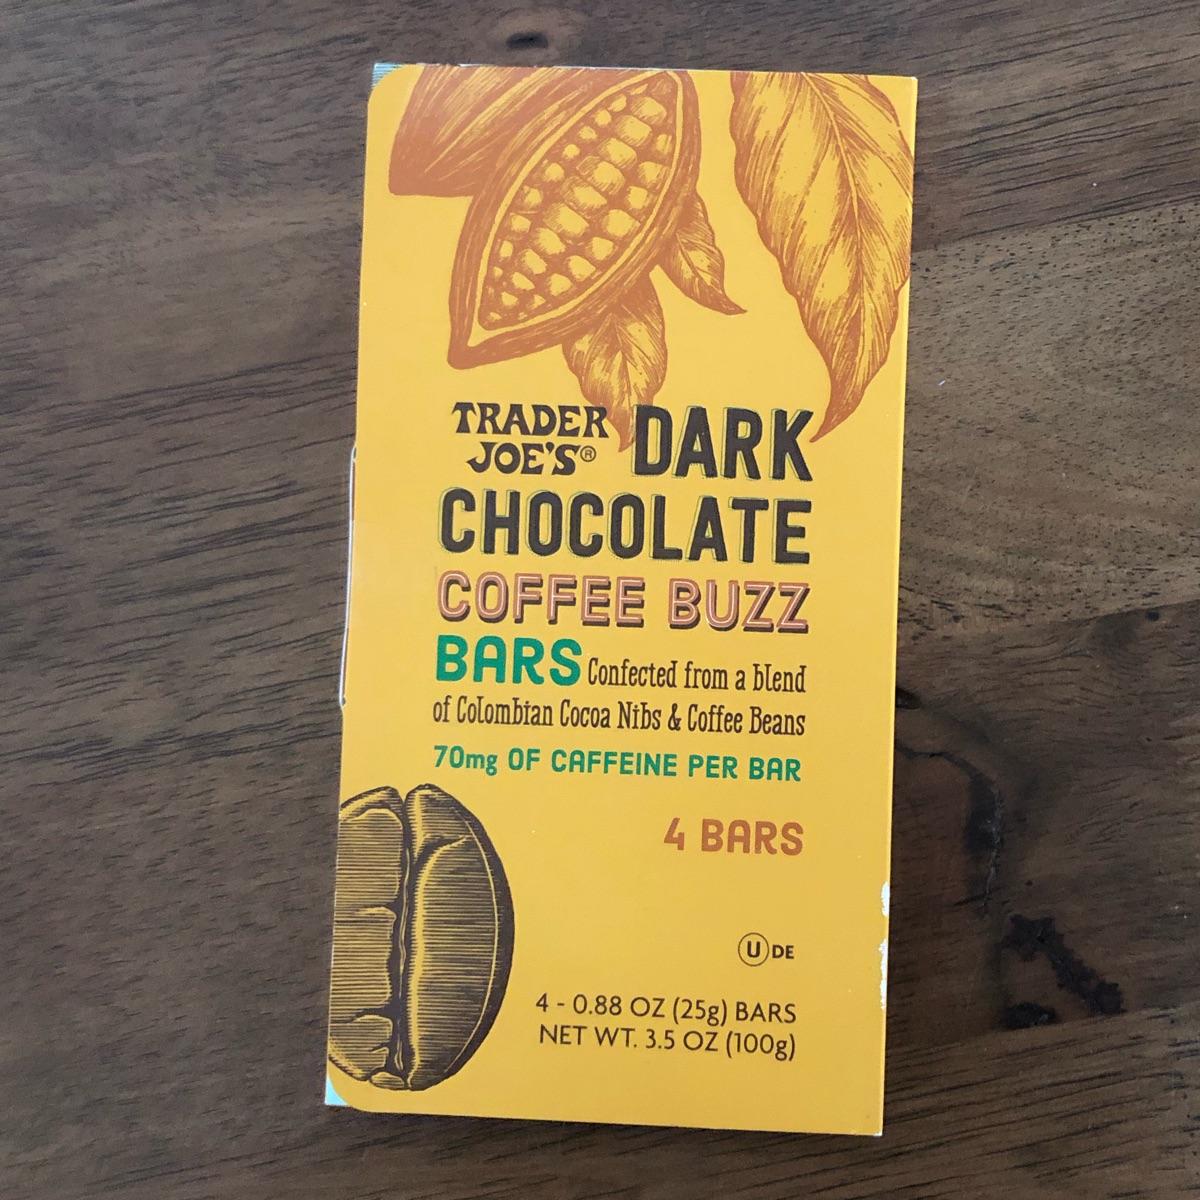 TRADER
JOE'S® DARK
CHOCOLATE
COFFEE BUZZ
BARS Confected from a blend
of Colombian Cocoa Nibs & Coffee Beans
70mg OF CAFFEINE PER BAR
4 BARS
U DE
4 - 0.88 OZ (25g) BARS
NET WT. 3.5 OZ (100g)